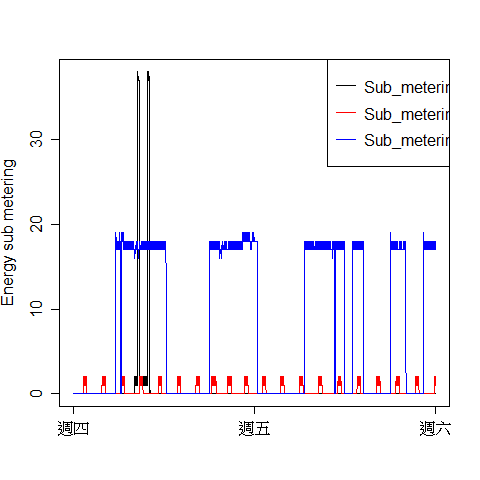 Sub_meterin
Sub_meterin
Sub_meterin
Energy sub metering
30
20
10
0
週四
週五
週六